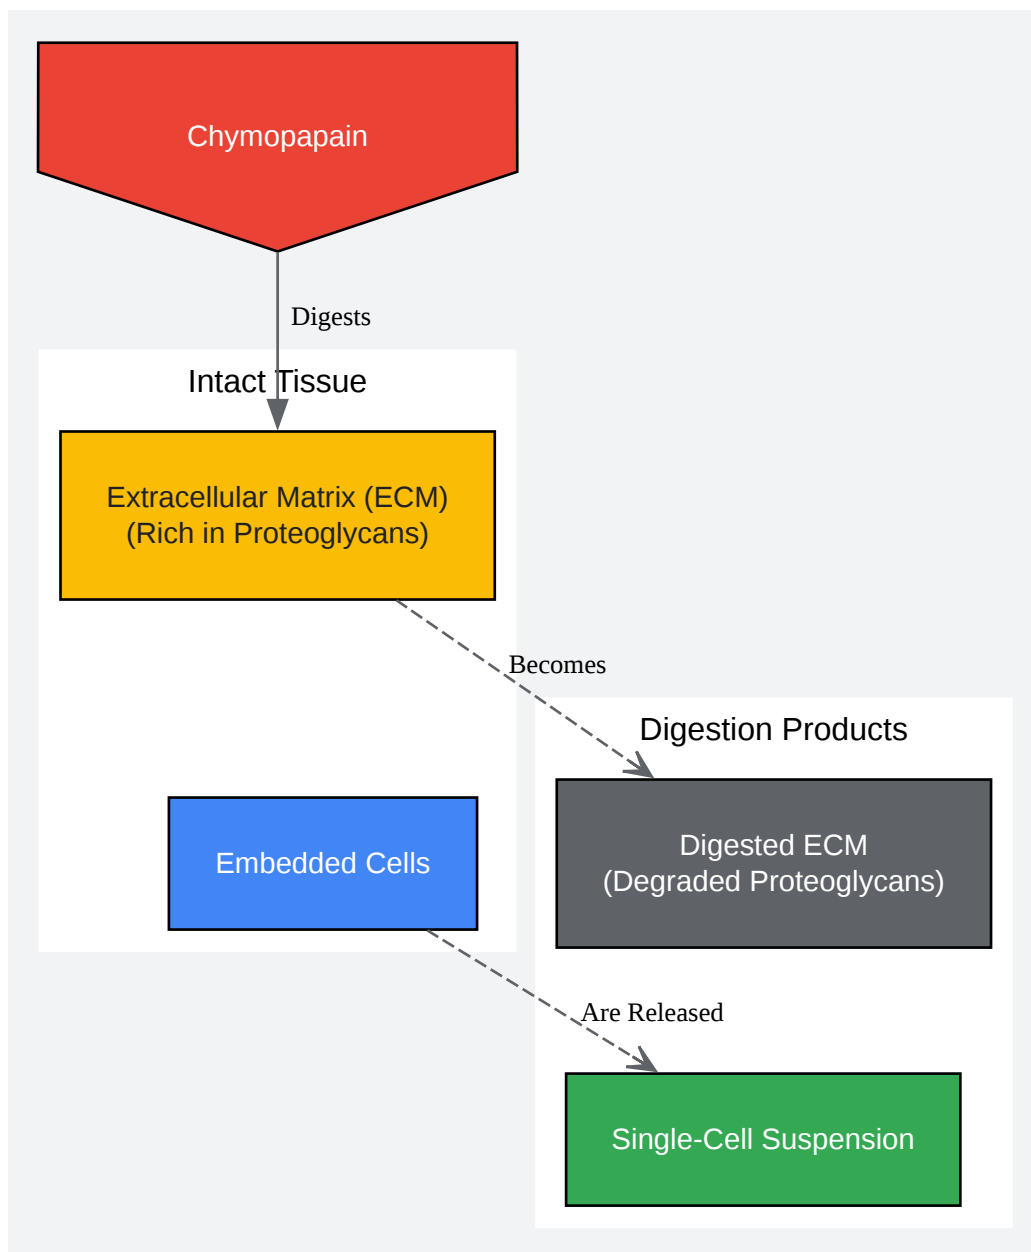 Chymopapain
Digests
Intact Tissue
Extracellular Matrix (ECM)
(Rich in Proteoglycans)
Becomes
Digestion Products
Embedded Cells
Digested ECM
(Degraded Proteoglycans)
Are Released
Single-Cell Suspension